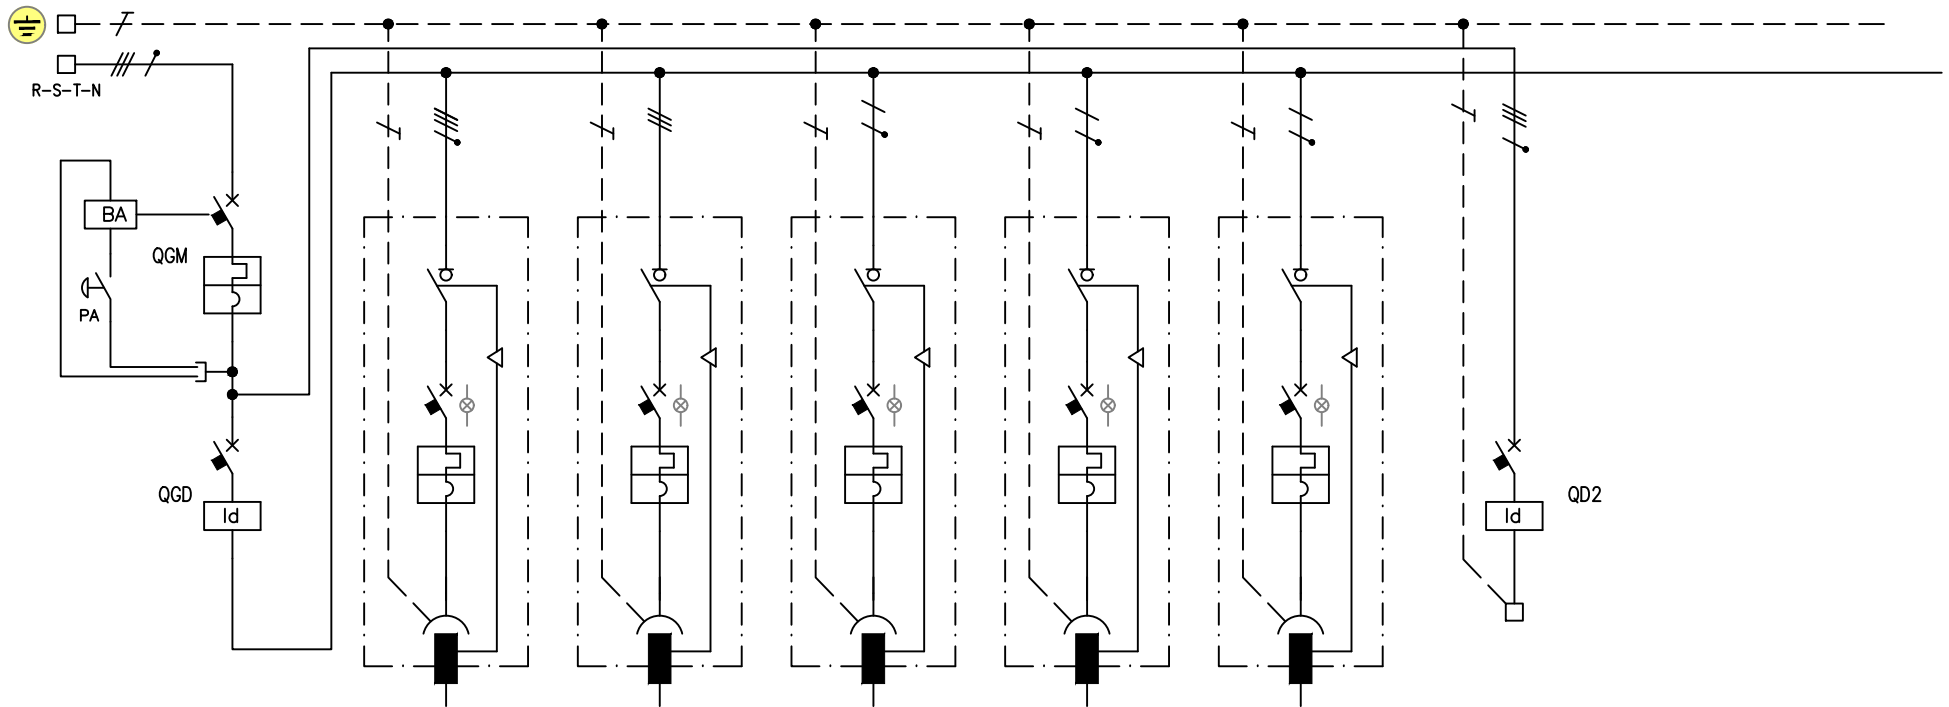 R-S-T-N
BA
QGM
PA
QGD
Id
Id
QD2